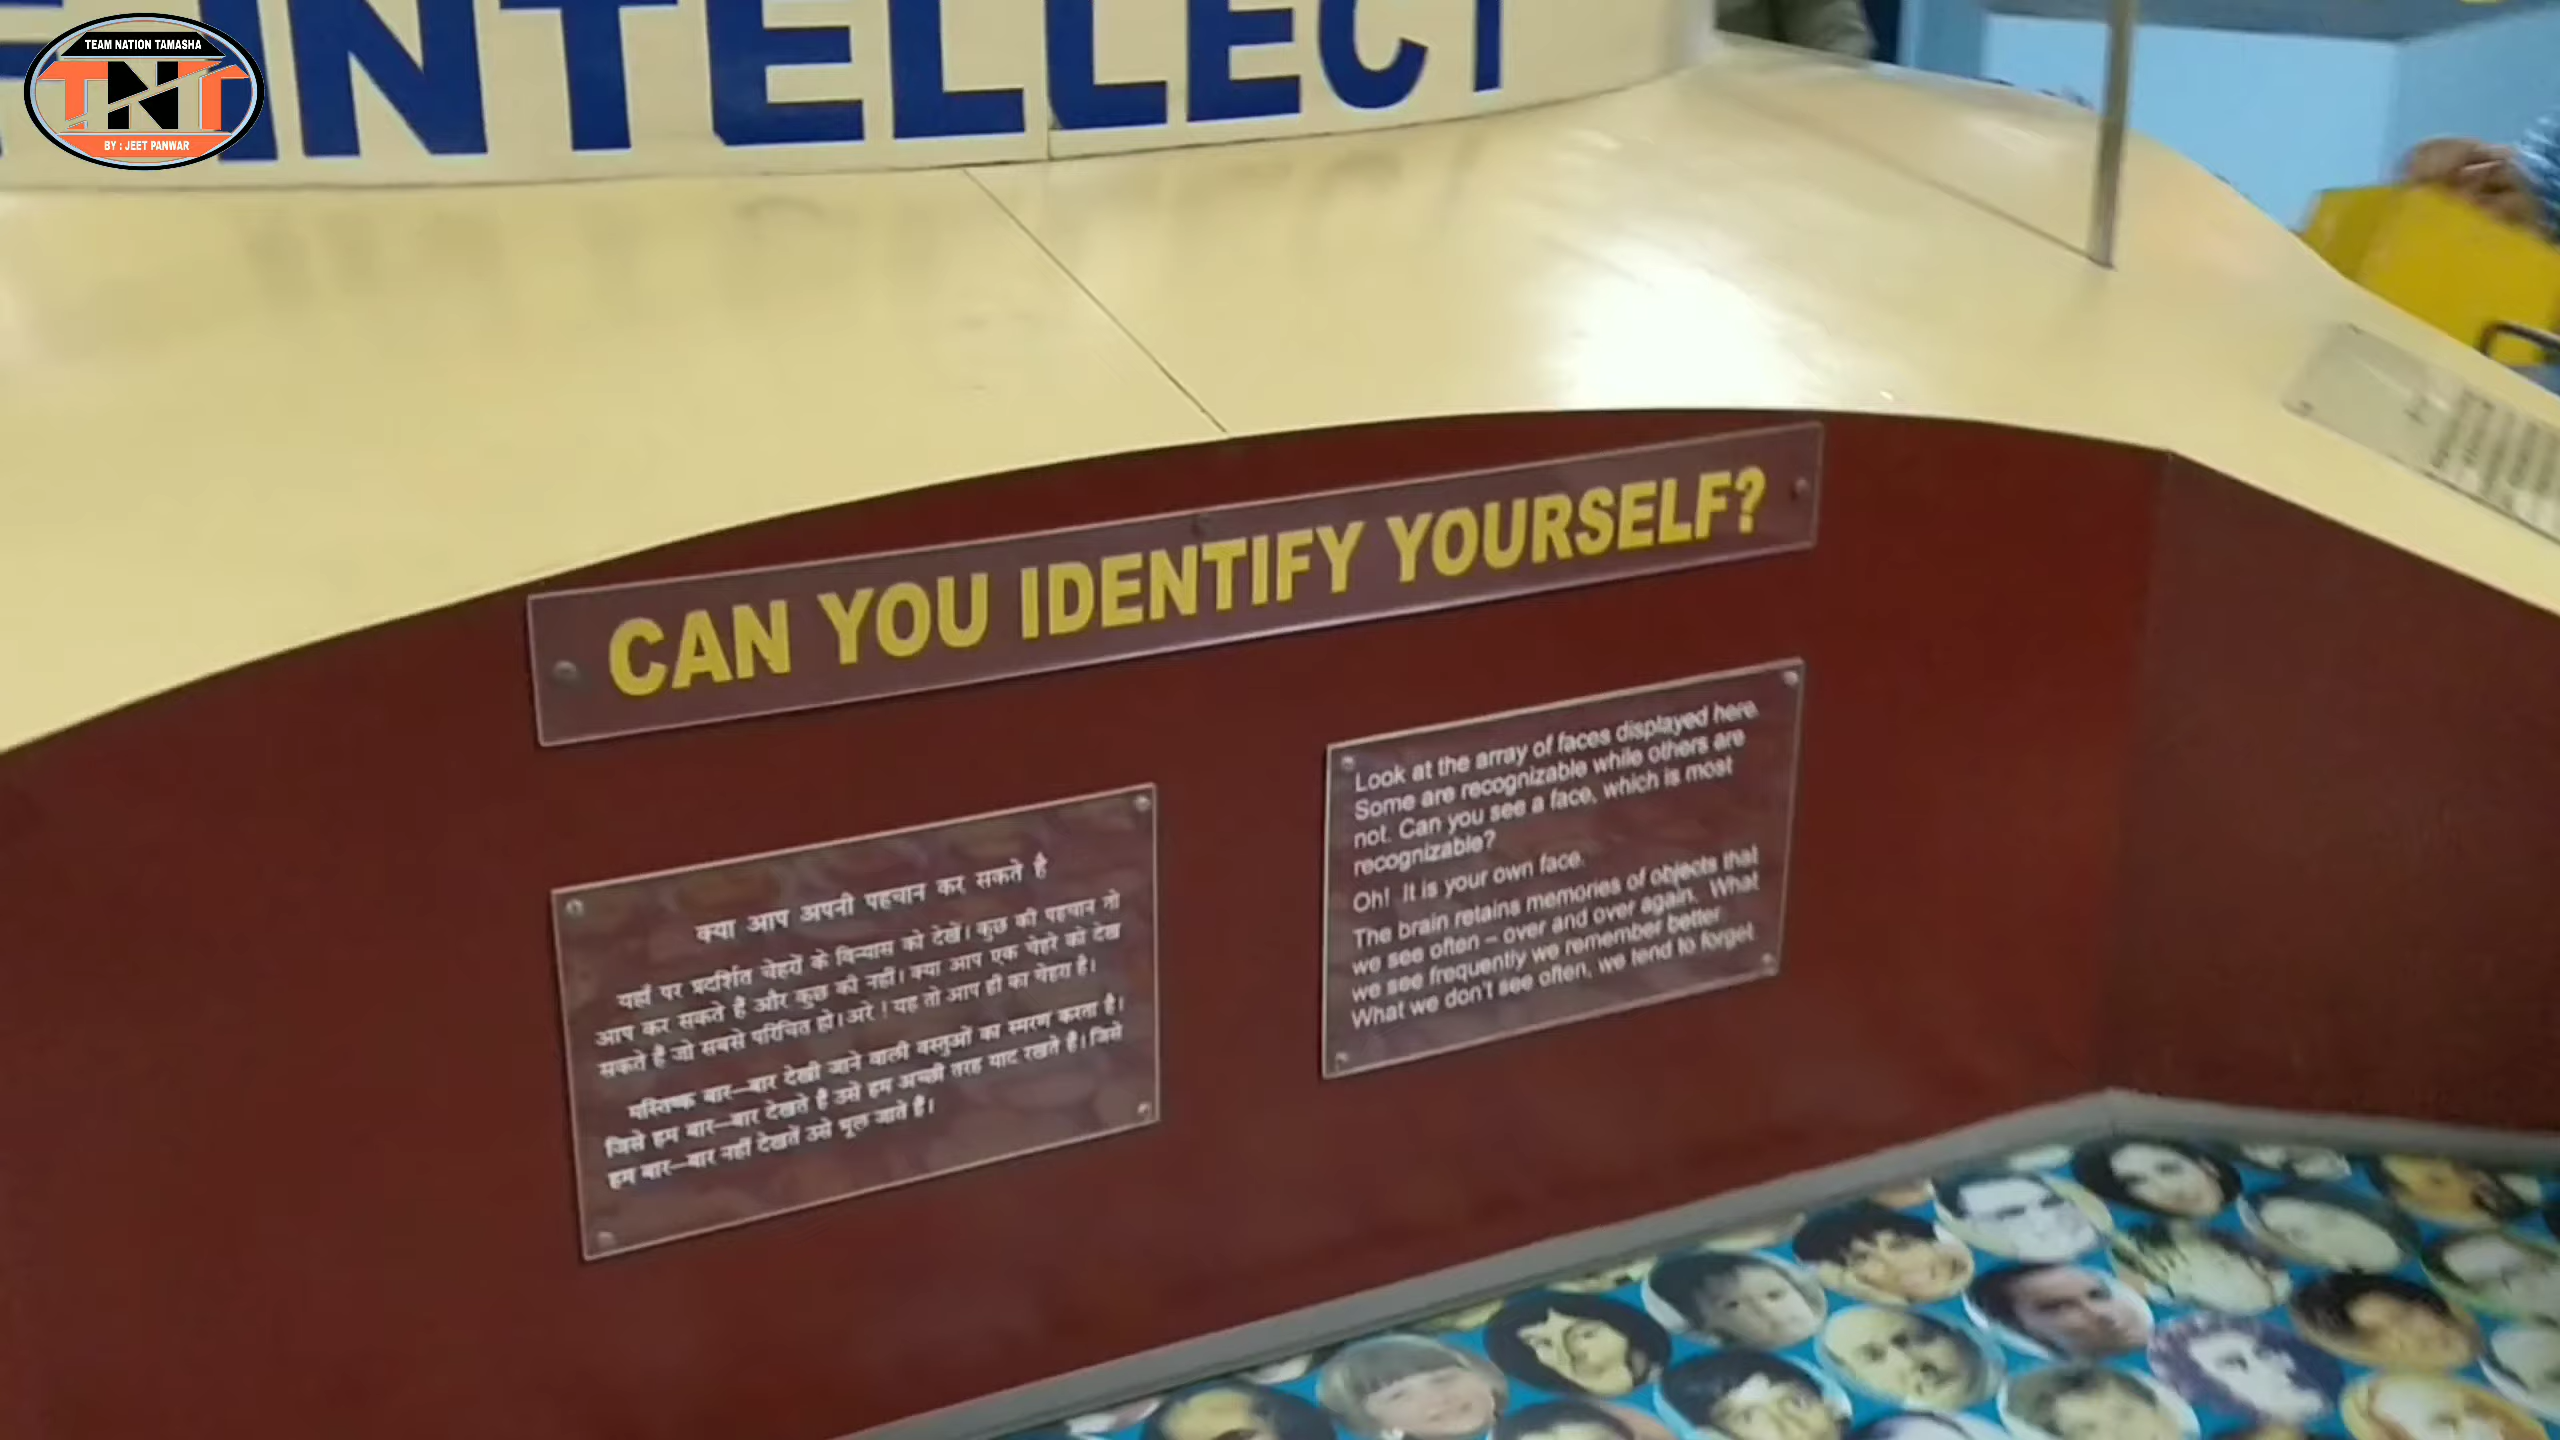 TEAM NATION TAMASHA
TNT
BY : JEET PANWAR
INTELLECT
CAN YOU IDENTIFY YOURSELF?
क्या आप अपनी पहचान कर सकते है
यहाँ पर प्रदर्शित चेहरों के विन्यास को देखें। कुछ की पहचान तो
आप कर सकते हैं और कुछ की नहीं। क्या आप एक चेहरे को देख
सकते हैं जो सबसे परिचित हो। अरे ! यह तो आप ही का चेहरा है।
मस्तिष्क बार–बार देखी जाने वाली वस्तुओं का स्मरण करता है।
जिसे हम बार–बार देखते है उसे हम अच्छी तरह याद रखते है। जिसे
हम बार–बार नहीं देखतें उसे भूल जाते हैं।
Look at the array of faces displayed here.
Some are recognizable while others are
not. Can you see a face, which is most
recognizable?
Oh! It is your own face.
The brain retains memories of objects that
we see often – over and over again. What
we see frequently we remember better.
What we don't see often, we tend to forget.